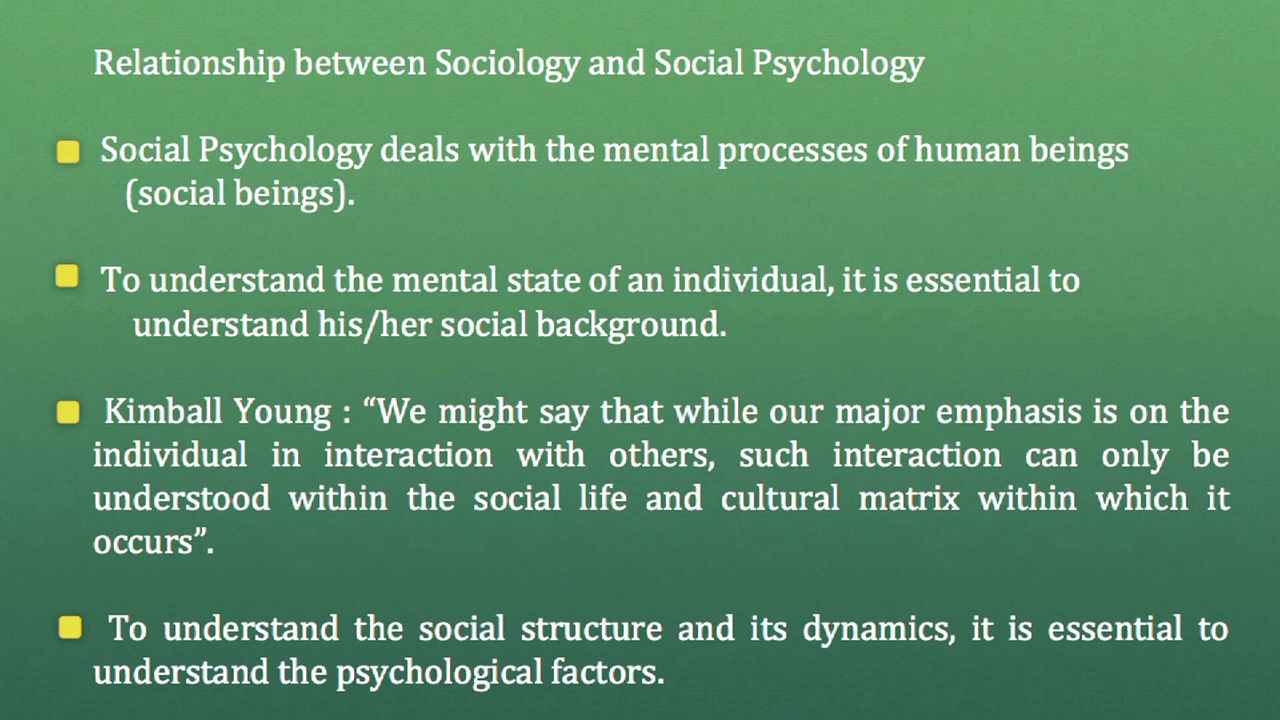 Relationship between Sociology and Social Psychology
Social Psychology deals with the mental processes of human beings
(social beings).
To understand the mental state of an individual, it is essential to
understand his/her social background.
Kimball Young : “We might say that while our major emphasis is on the
individual in interaction with others, such interaction can only be
understood within the social life and cultural matrix within which it
occurs”.
To understand the social structure and its dynamics, it is essential to
understand the psychological factors.